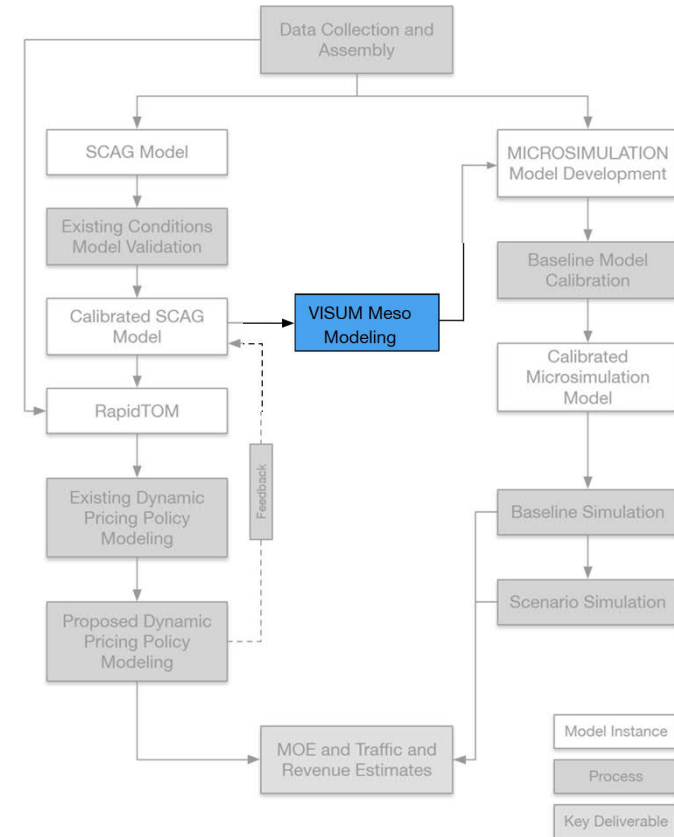 Data Collection and
Assembly
SCAG Model
MICROSIMULATION
Model Development
Existing Conditions
Model Validation
Baseline Model
Calibration
Calibrated SCAG
Model
VISUM Meso
Modeling
Calibrated
Microsimulation
Model
RapidTOM
Feedback
Existing Dynamic
Pricing Policy
Modeling
Baseline Simulation
Proposed Dynamic
Pricing Policy
Modeling
Scenario Simulation
MOE and Traffic and
Revenue Estimates
Model Instance
Process
Key Deliverable